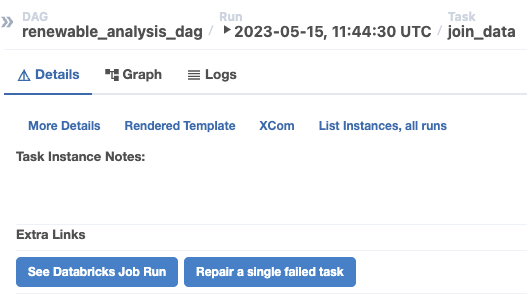 DAG
renewable_analysis_dag
/
Run
2023-05-15, 11:44:30 UTC
/
Task
join_data
Details
Graph
Logs
More Details
Rendered Template
XCom
List Instances, all runs
Task Instance Notes:
Extra Links
See Databricks Job Run
Repair a single failed task